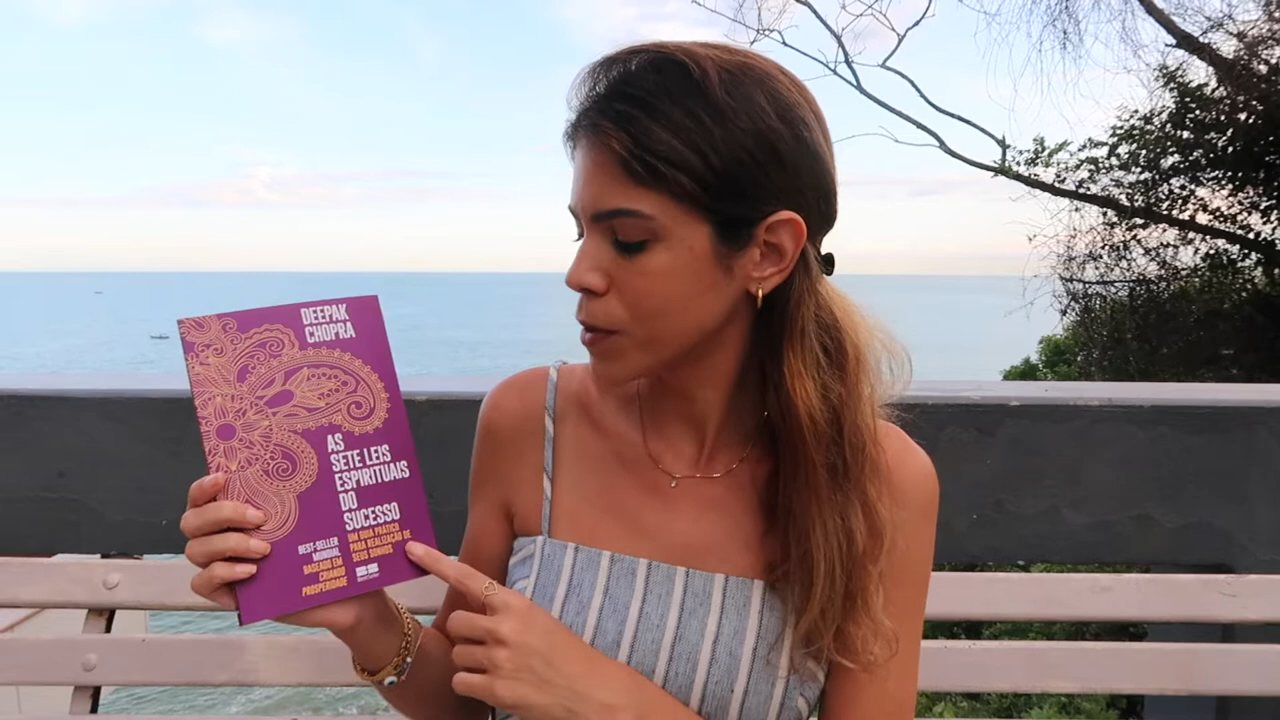 DEEPAK
CHOPRA
AS
SETE LEIS
ESPIRITUAIS
DO
SUCESSO
UM GUIA PRÁTICO
PARA REALIZAÇÃO DE
SEUS SONHOS
BEST-SELLER
MUNDIAL
BASEADO EM
CRIANDO
PROSPERIDADE
BestSeller